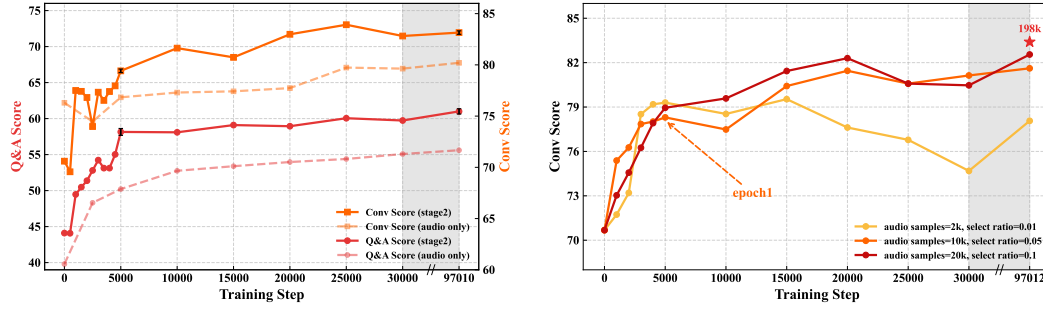 75
70
65
60
55
50
45
40
Q&A Score
85
80
75
70
65
60
Conv Score
Conv Score (stage2)
Conv Score (audio only)
Q&A Score (stage2)
Q&A Score (audio only)
0 5000 10000 15000 20000 25000 30000 // 97010
Training Step
85
82
79
76
73
70
Conv Score
198k
epoch1
audio samples=2k, select ratio=0.01
audio samples=10k, select ratio=0.05
audio samples=20k, select ratio=0.1
0 5000 10000 15000 20000 25000 30000 // 97012
Training Step